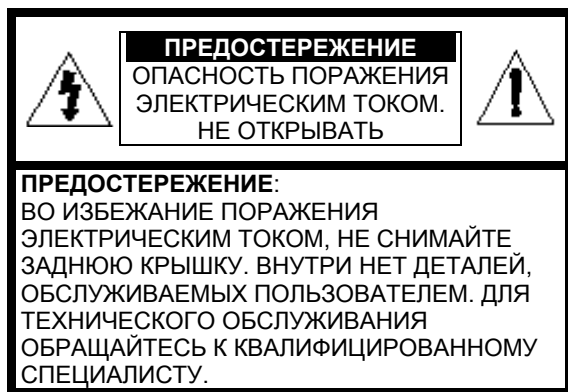 ПРЕДОСТЕРЕЖЕНИЕ
ОПАСНОСТЬ ПОРАЖЕНИЯ
ЭЛЕКТРИЧЕСКИМ ТОКОМ.
НЕ ОТКРЫВАТЬ
ПРЕДОСТЕРЕЖЕНИЕ:
ВО ИЗБЕЖАНИЕ ПОРАЖЕНИЯ
ЭЛЕКТРИЧЕСКИМ ТОКОМ, НЕ СНИМАЙТЕ
ЗАДНЮЮ КРЫШКУ. ВНУТРИ НЕТ ДЕТАЛЕЙ,
ОБСЛУЖИВАЕМЫХ ПОЛЬЗОВАТЕЛЕМ. ДЛЯ
ТЕХНИЧЕСКОГО ОБСЛУЖИВАНИЯ
ОБРАЩАЙТЕСЬ К КВАЛИФИЦИРОВАННОМУ
СПЕЦИАЛИСТУ.